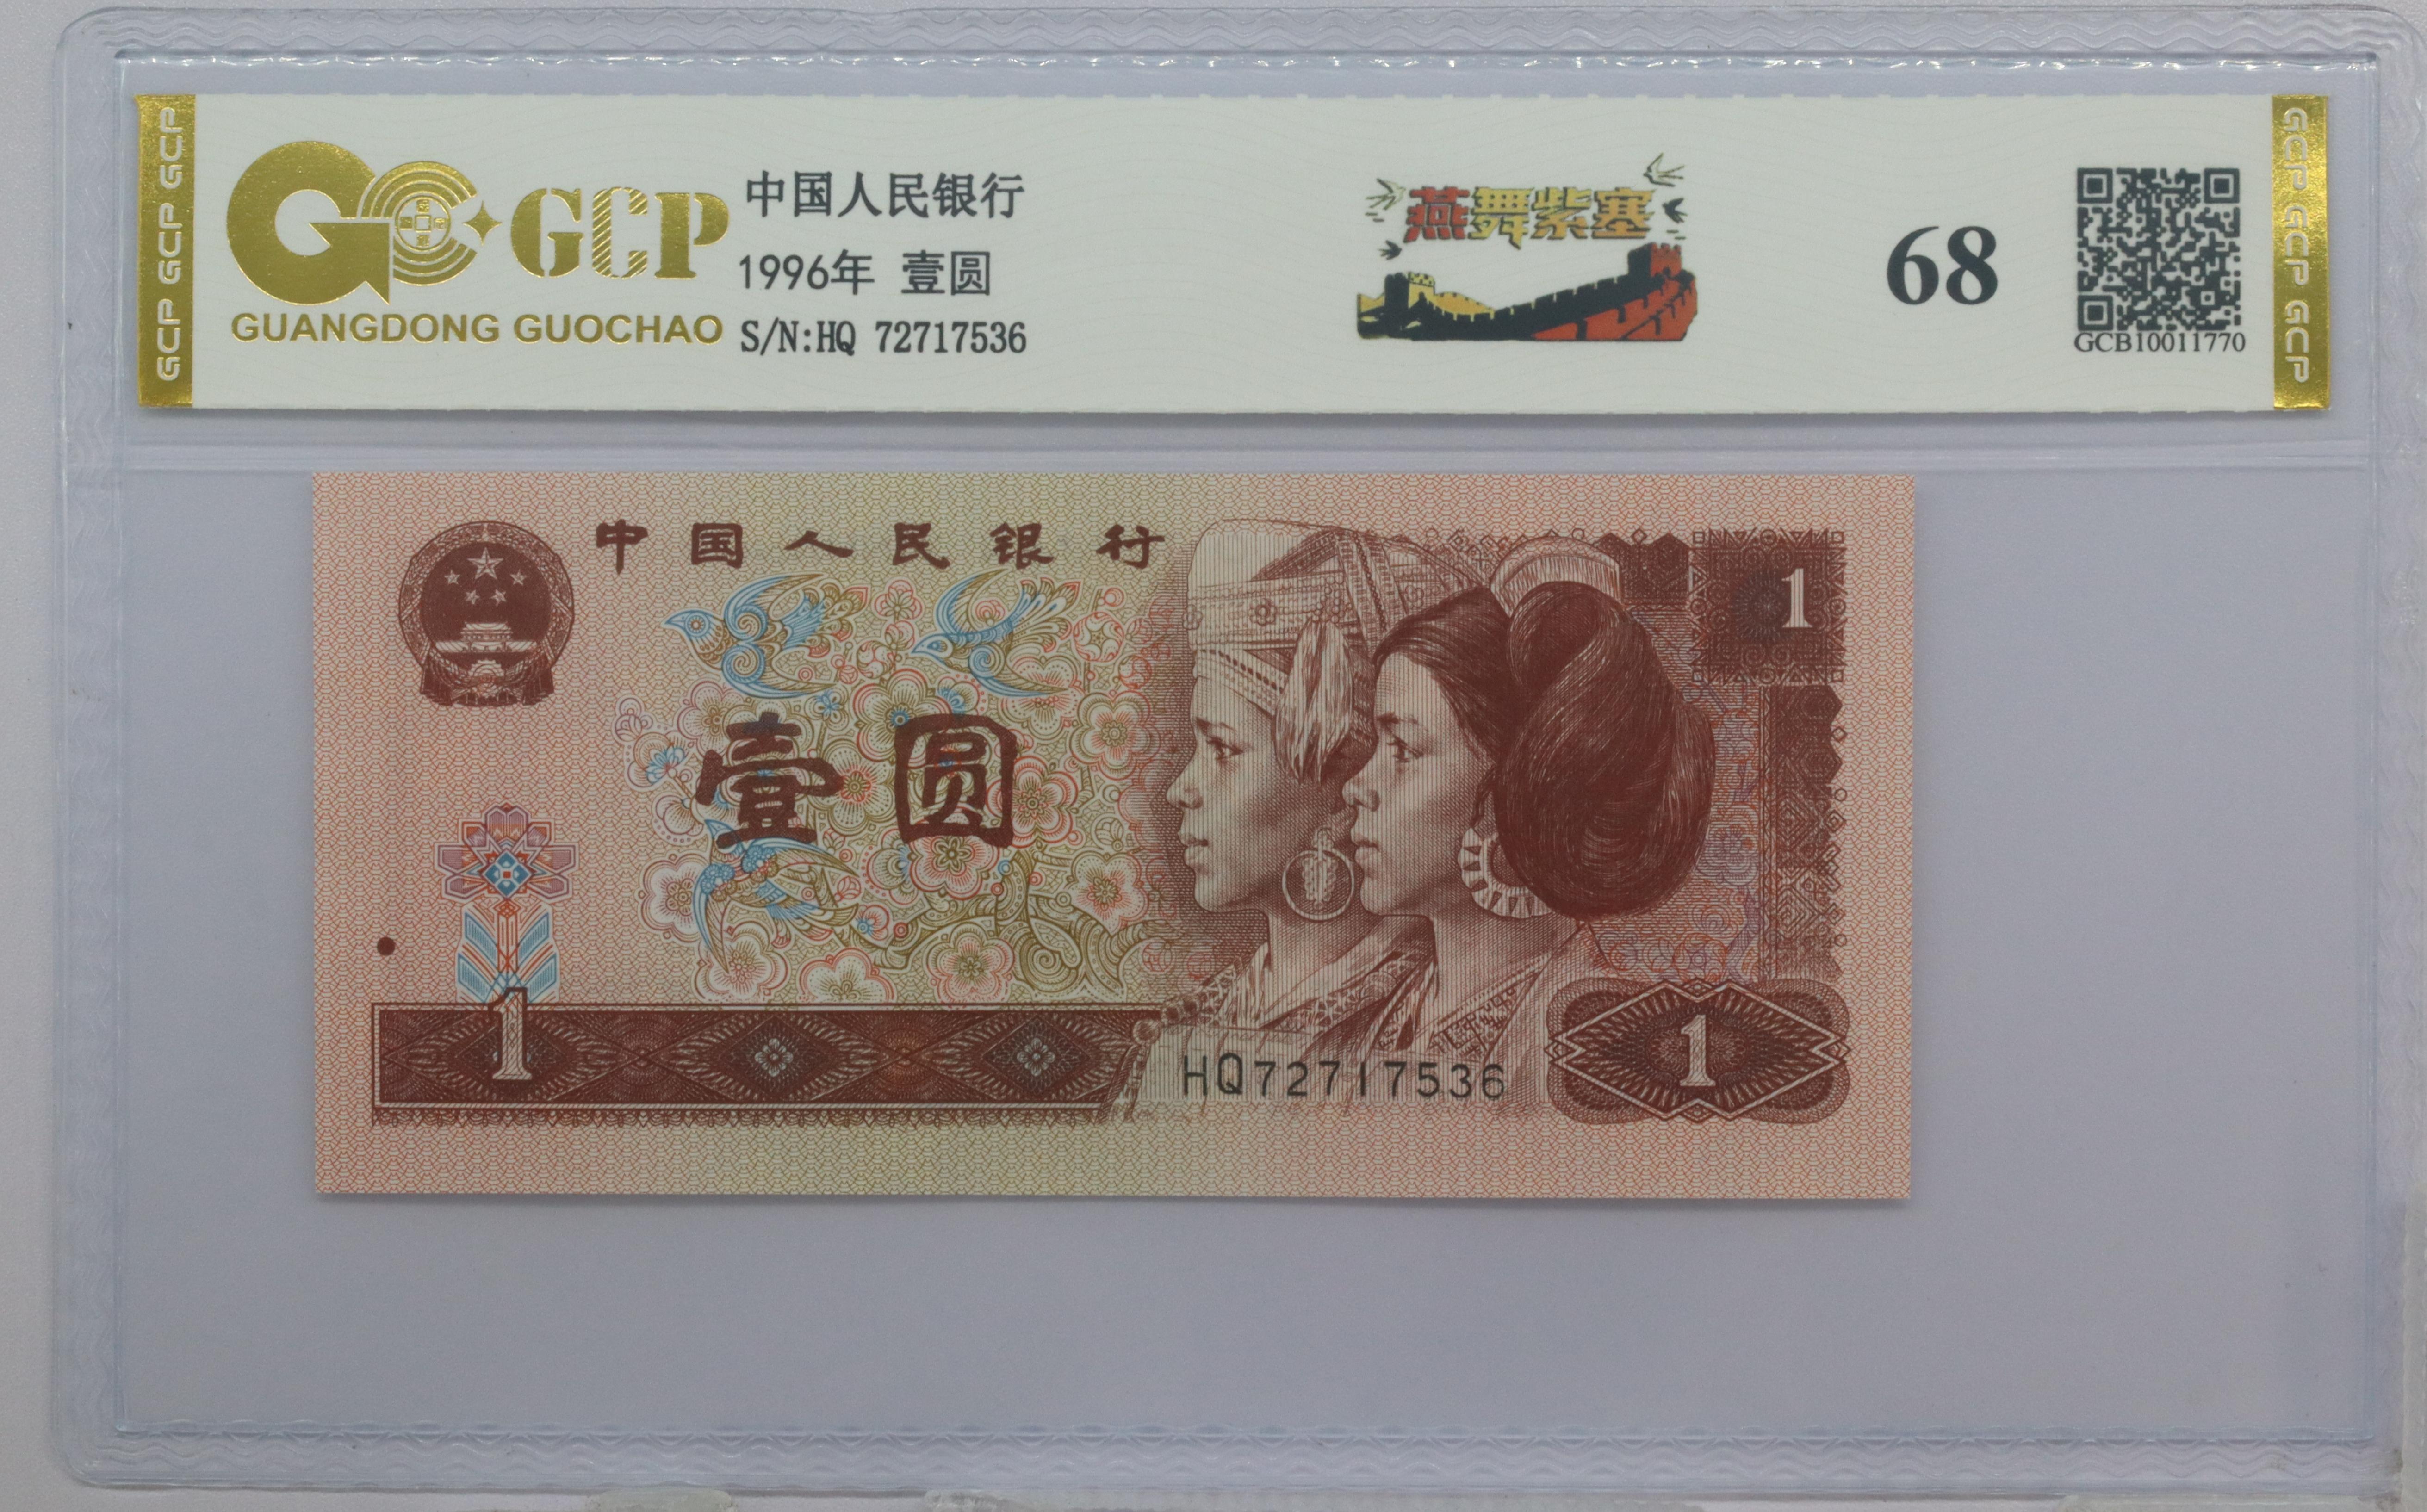 GCP GCP GCP
GCP
GUANGDONG GUOCHAO
中国人民银行
1996年 壹圆
S/N:HQ 72717536
燕舞紫塞
68
GCB10011770
GCP GCP GCP
中国人民银行
1
壹圆
1
HQ72717536
1